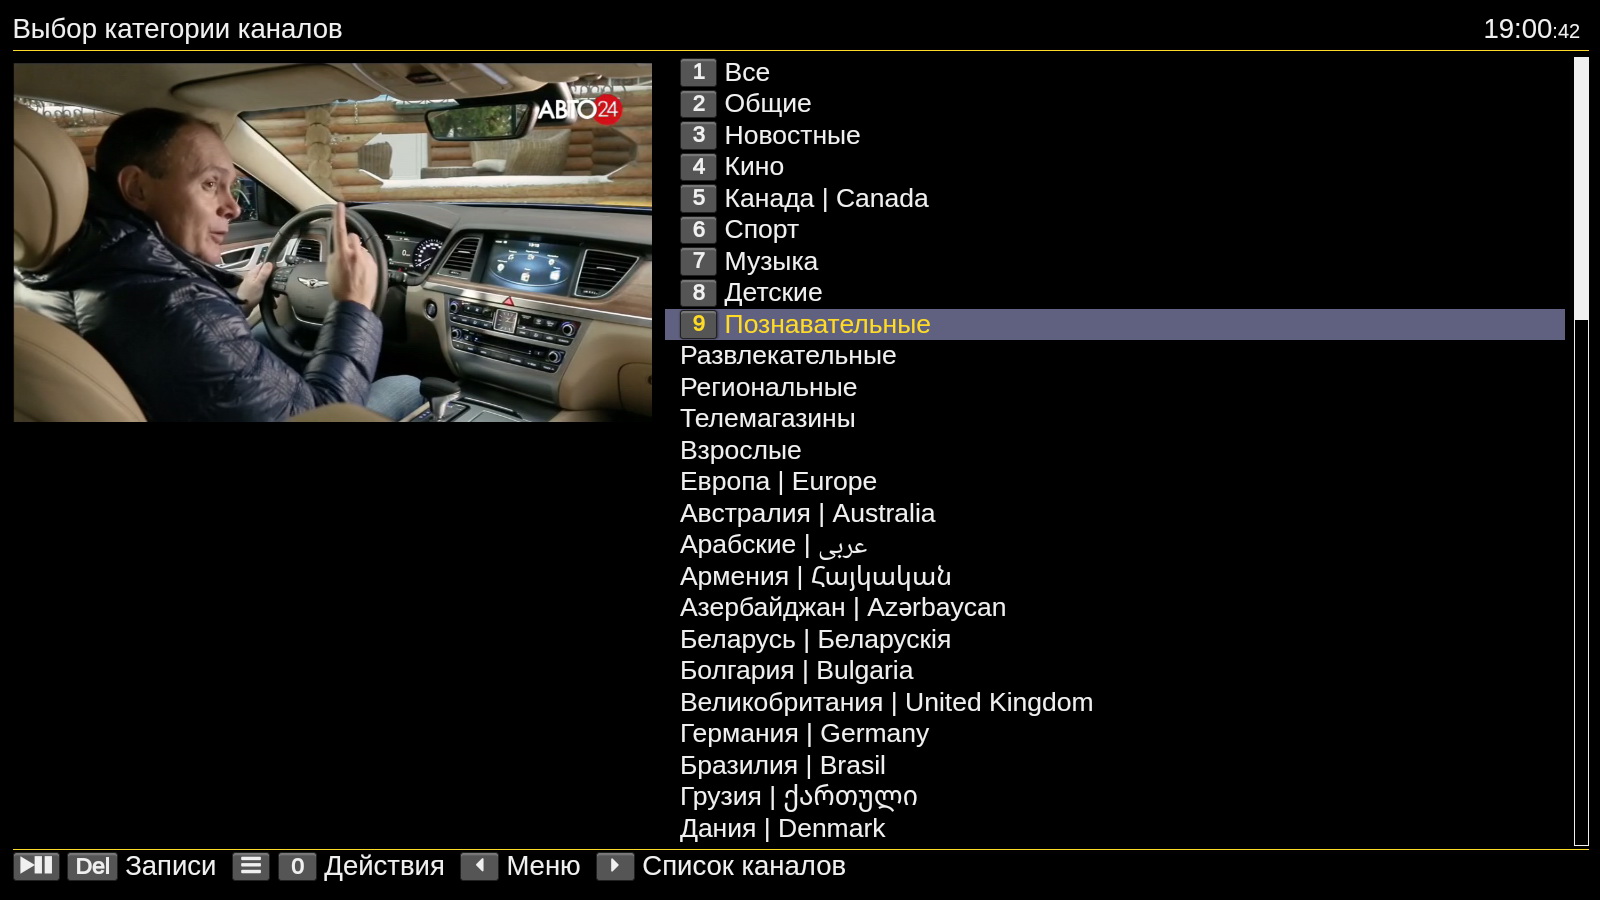 Выбор категории каналов
19:00:42
АВТО24
1 Все
2 Общие
3 Новостные
4 Кино
5 Канада | Canada
6 Спорт
7 Музыка
8 Детские
9 Познавательные
Развлекательные
Региональные
Телемагазины
Взрослые
Европа | Europe
Австралия | Australia
Арабские | عربى
Армения | Հայկական
Азербайджан | Azərbaycan
Беларусь | Беларускія
Болгария | Bulgaria
Великобритания | United Kingdom
Германия | Germany
Бразилия | Brasil
Грузия | ქართული
Дания | Denmark
Del Записи 0 Действия Меню Список каналов